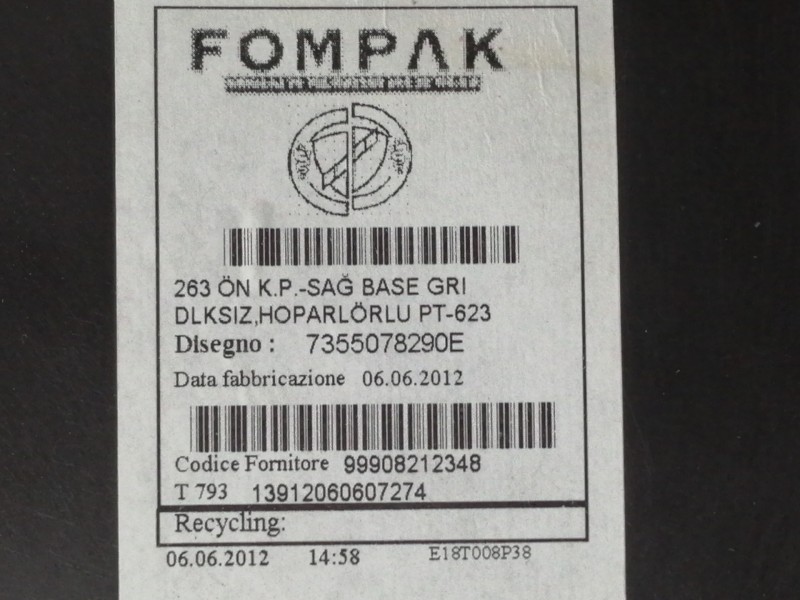 FOMPAK
263 ÖN K.P.-SAĞ BASE GRI
DLKSIZ,HOPARLÖRLU PT-623
Disegno : 7355078290E
Data fabbricazione 06.06.2012
Codice Fornitore 99908212348
T 793 13912060607274
Recycling:
06.06.2012 14:58 E18T008P38